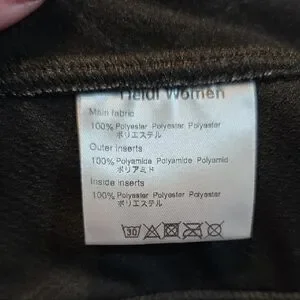 Heidi Women
Main fabric
100% Polyester Polyester Polyester
ポリエステル
Outer inserts
100% Polyamide Polyamide Polyamid
ポリアミド
Inside inserts
100% Polyester Polyester Polyester
ポリエステル
30